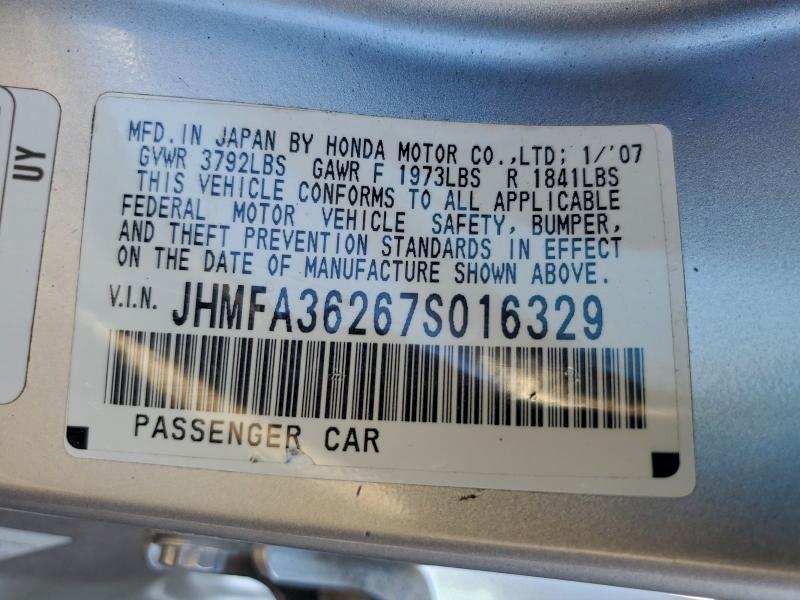 UY
MFD. IN JAPAN BY HONDA MOTOR CO.,LTD; 1/'07
GVWR 3792LBS GAWR F 1973LBS R 1841LBS
THIS VEHICLE CONFORMS TO ALL APPLICABLE
FEDERAL MOTOR VEHICLE SAFETY, BUMPER,
AND THEFT PREVENTION STANDARDS IN EFFECT
ON THE DATE OF MANUFACTURE SHOWN ABOVE.
V.I.N. JHMFA36267S016329
PASSENGER CAR